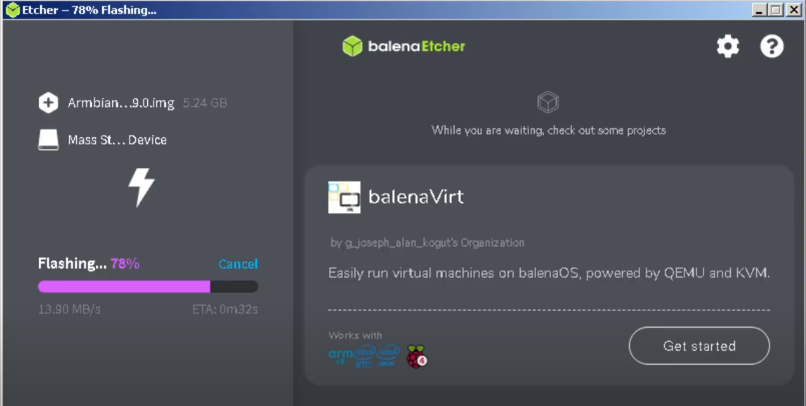 Etcher – 78% Flashing...
balenaEtcher
Armbian...9.0.img 5.24 GB
Mass St... Device
While you are waiting, check out some projects
balenaVirt
by g_joseph_alan_kogut's Organization
Flashing... 78% Cancel
Easily run virtual machines on balenaOS, powered by QEMU and KVM.
13.90 MB/s ETA: 0m32s
Works with
Get started
arm
4